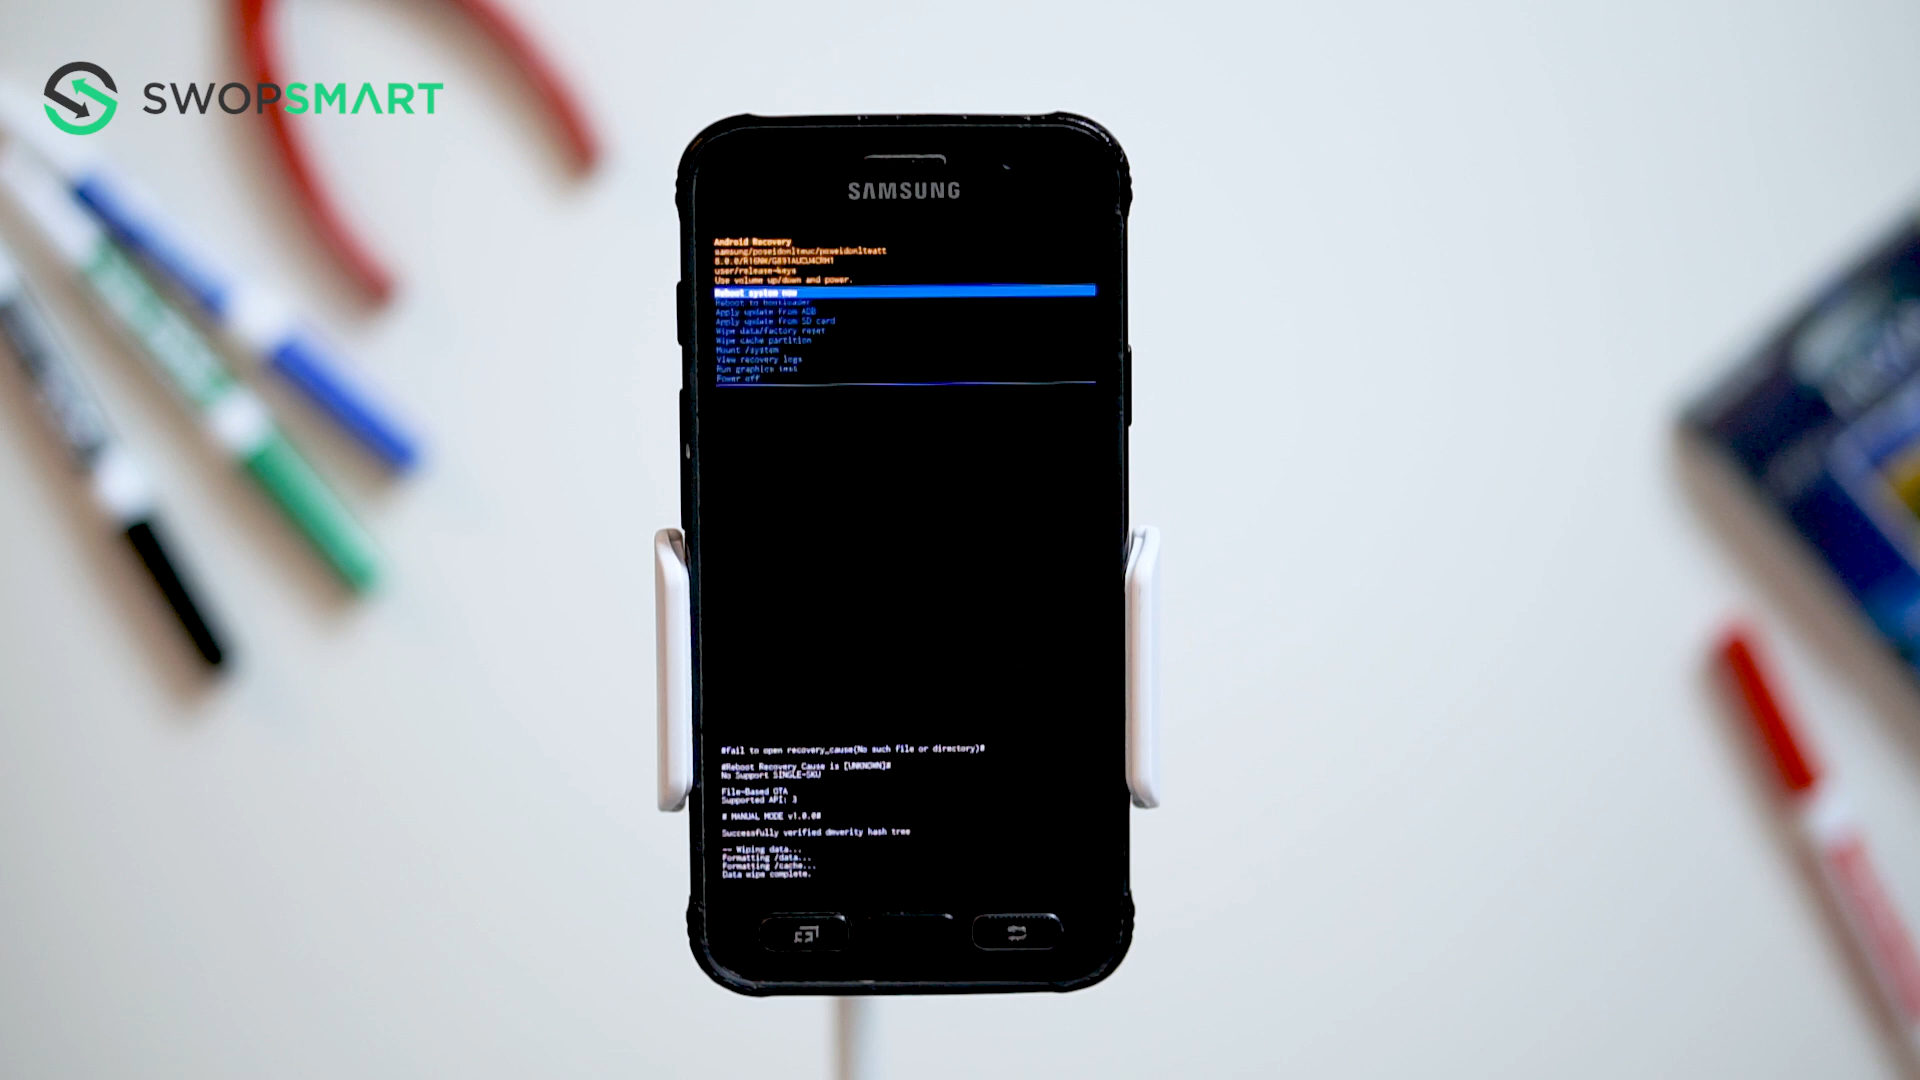 SWOPSMART
SAMSUNG
Android Recovery
samsung/poseidonlteuc/poseidonlteatt
8.0.0/R16NW/G891AUCU4CRH1
user/release-keys
Use volume up/down and power.
Reboot system now
Reboot to bootloader
Apply update from ADB
Apply update from SD card
Wipe data/factory reset
Wipe cache partition
Mount /system
View recovery logs
Run graphics test
Power off
#fail to open recovery_cause(No such file or directory)#
#Reboot Recovery Cause is [UNKNOWN]#
No Support SINGLE-SKU
File-Based OTA
Supported API: 3
# MANUAL MODE v1.0.0#
Successfully verified dmverity hash tree
-- Wiping data...
Formatting /data...
Formatting /cache...
Data wipe complete.